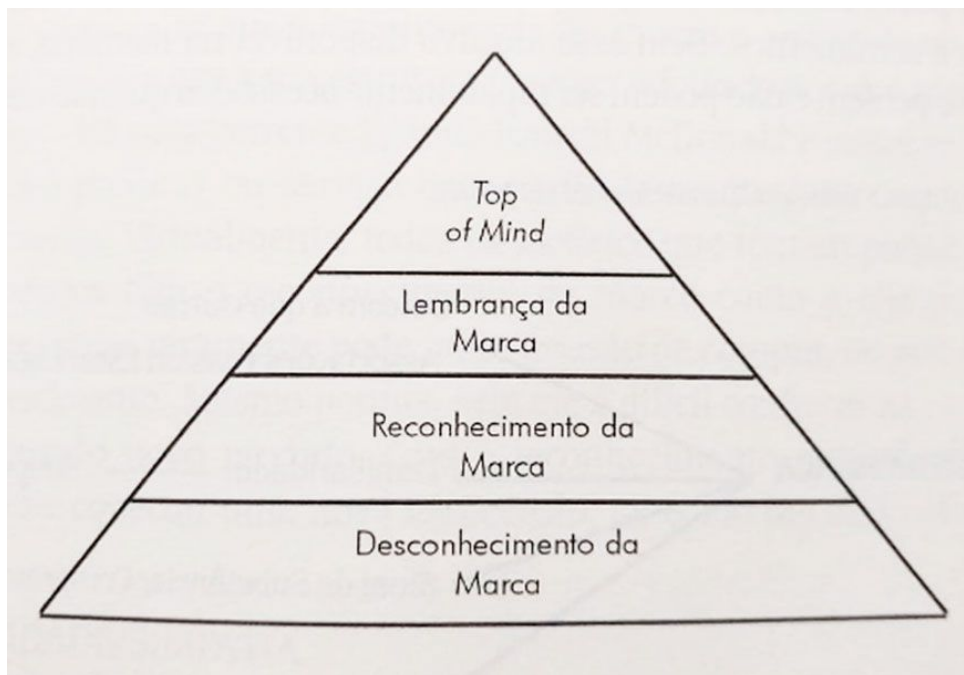 Top
of Mind
Lembrança da
Marca
Reconhecimento da
Marca
Desconhecimento da
Marca